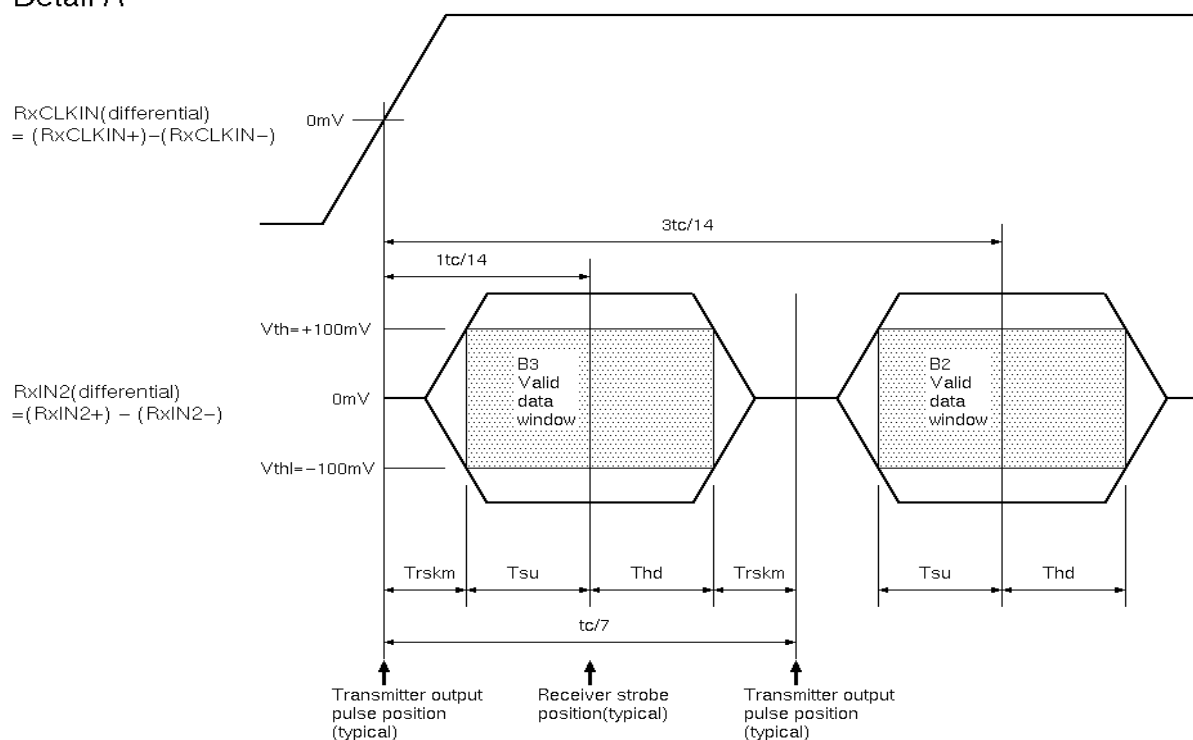 Detail A
RxCLKIN(differential)
= (RxCLKIN+)-(RxCLKIN-)
0mV
3tc/14
1tc/14
Vth=+100mV
RxIN2(differential)
=(RxIN2+) - (RxIN2-)
0mV
Vthl=-100mV
B3
Valid
data
window
B2
Valid
data
window
Trskm Tsu Thd Trskm Tsu Thd
tc/7
Transmitter output
pulse position
(typical)
Receiver strobe
position(typical)
Transmitter output
pulse position
(typical)